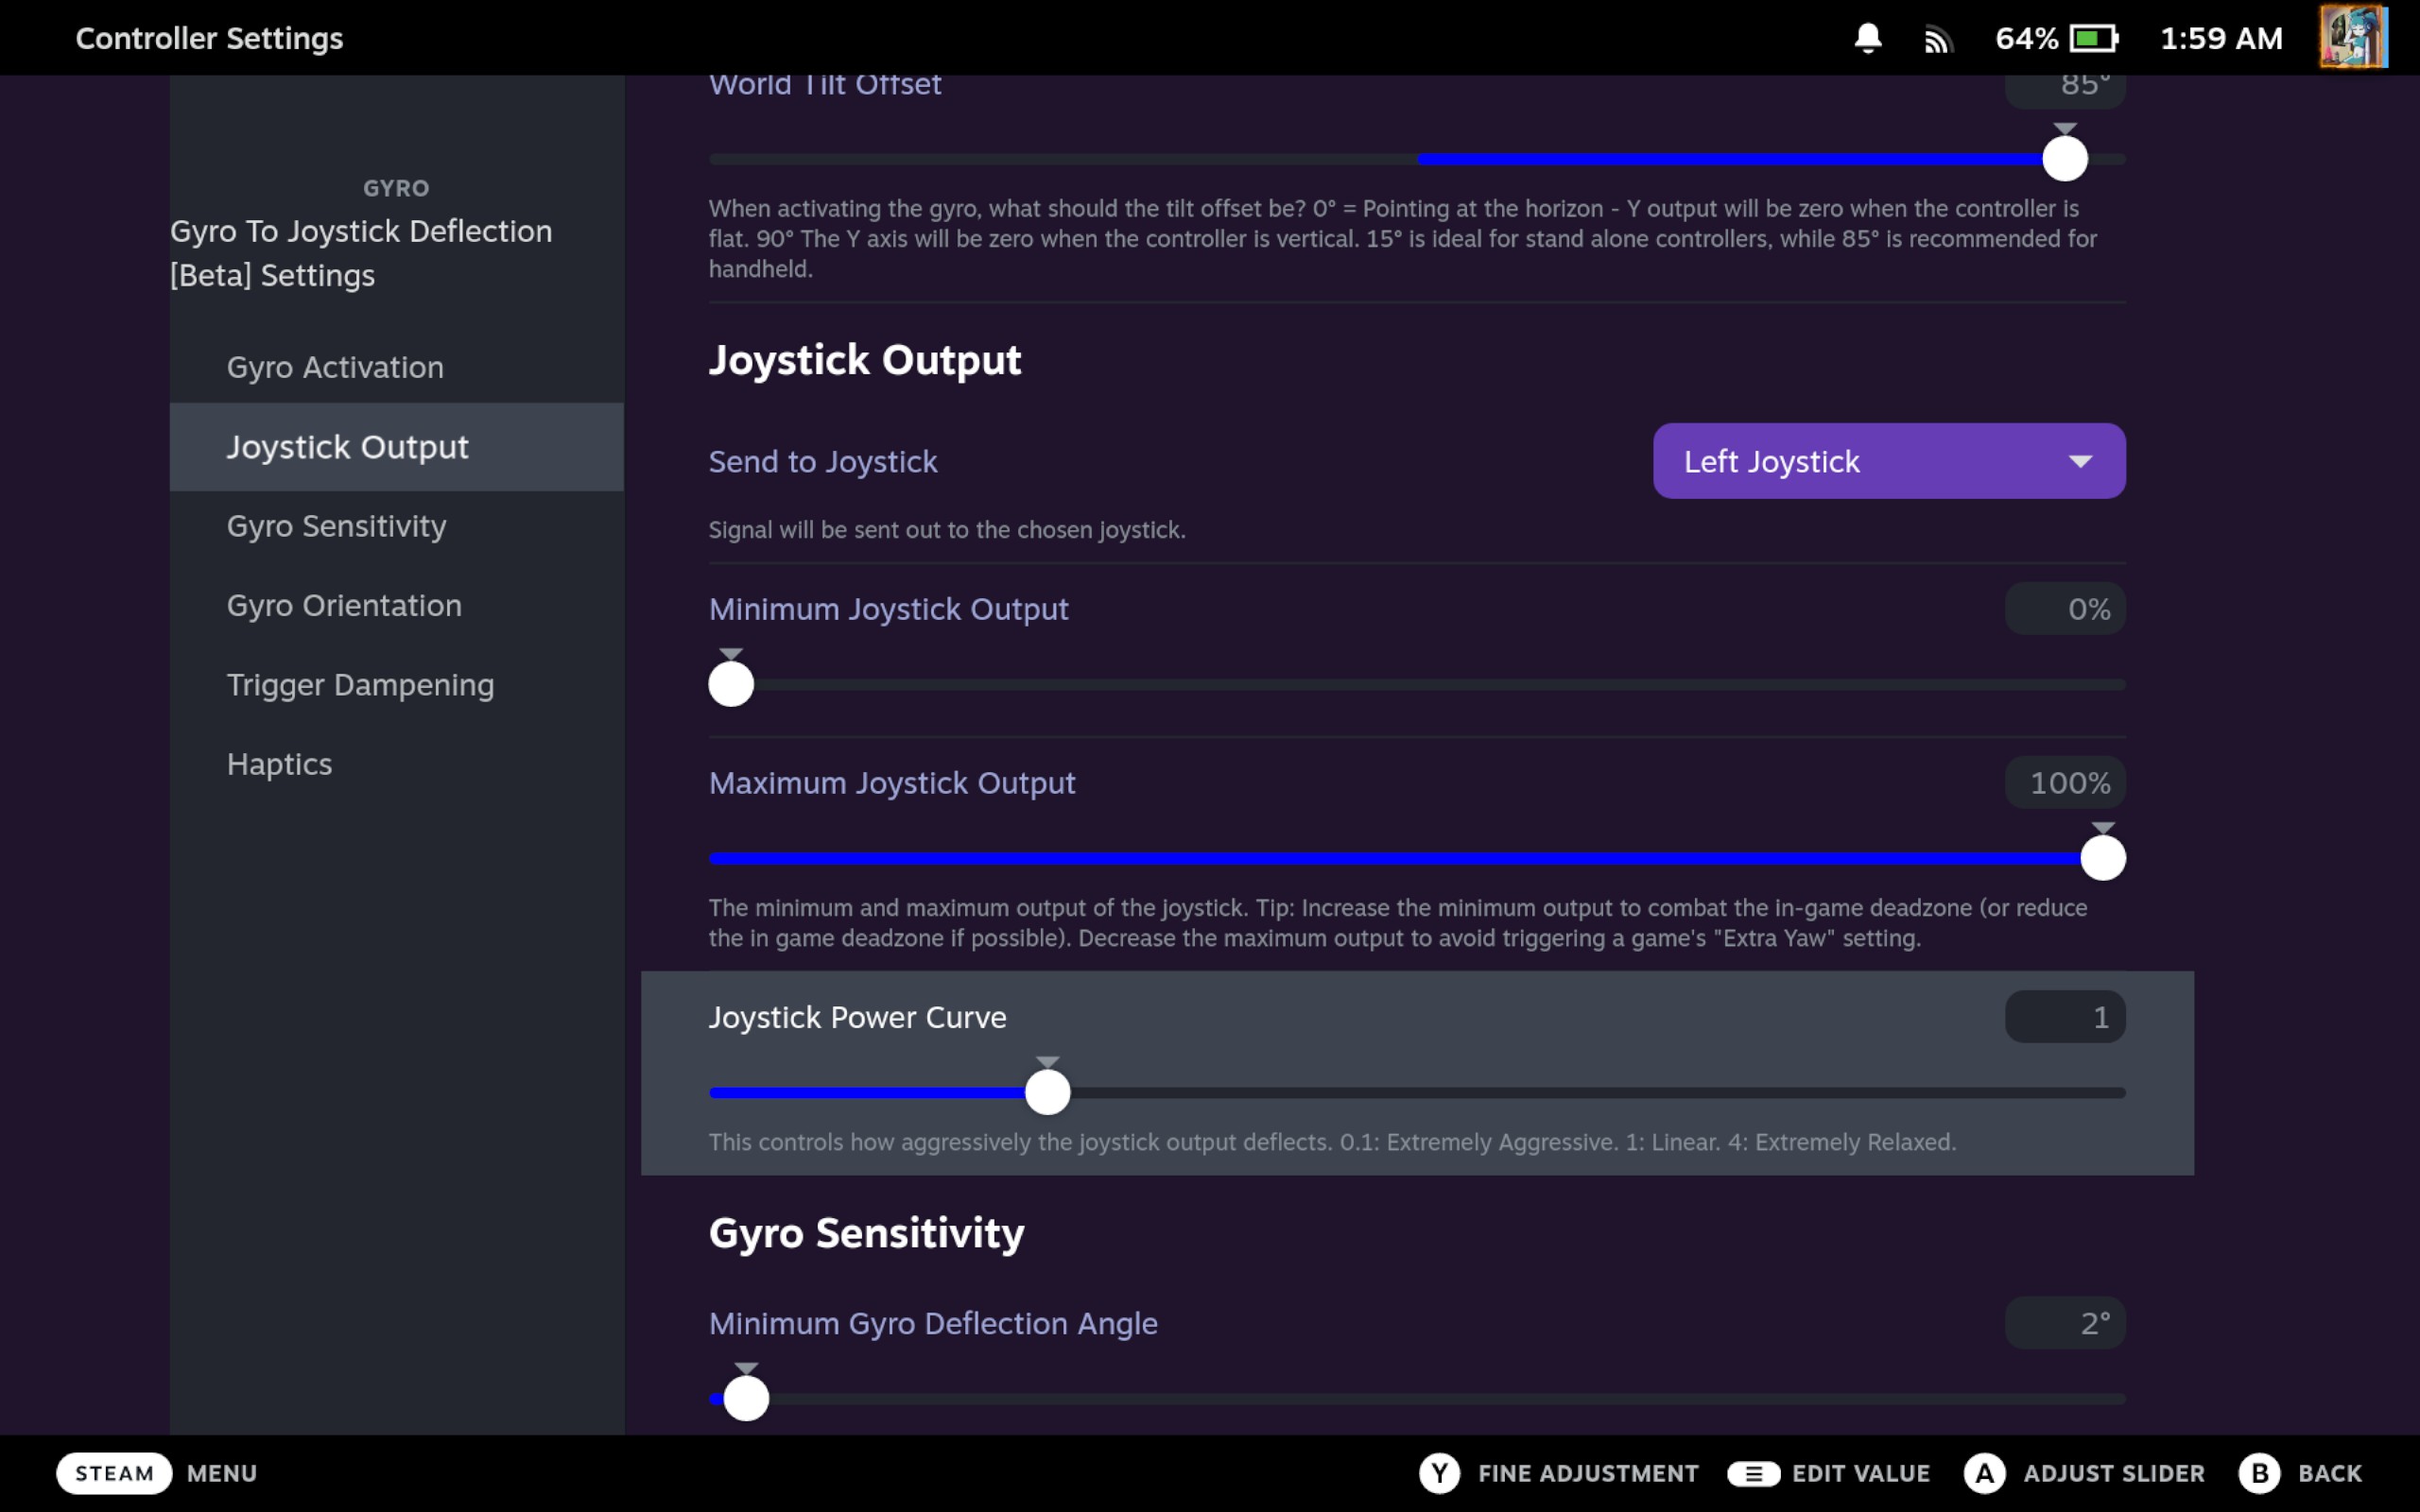 Controller Settings
64%
1:59 AM
GYRO
Gyro To Joystick Deflection
[Beta] Settings
Gyro Activation
Joystick Output
Gyro Sensitivity
Gyro Orientation
Trigger Dampening
Haptics
World Tilt Offset
85°
When activating the gyro, what should the tilt offset be? 0° = Pointing at the horizon - Y output will be zero when the controller is
flat. 90° The Y axis will be zero when the controller is vertical. 15° is ideal for stand alone controllers, while 85° is recommended for
handheld.
Joystick Output
Send to Joystick
Left Joystick
Signal will be sent out to the chosen joystick.
Minimum Joystick Output
0%
Maximum Joystick Output
100%
The minimum and maximum output of the joystick. Tip: Increase the minimum output to combat the in-game deadzone (or reduce
the in game deadzone if possible). Decrease the maximum output to avoid triggering a game's "Extra Yaw" setting.
Joystick Power Curve
1
This controls how aggressively the joystick output deflects. 0.1: Extremely Aggressive. 1: Linear. 4: Extremely Relaxed.
Gyro Sensitivity
Minimum Gyro Deflection Angle
2°
STEAM MENU
Y FINE ADJUSTMENT
EDIT VALUE
A ADJUST SLIDER
B BACK